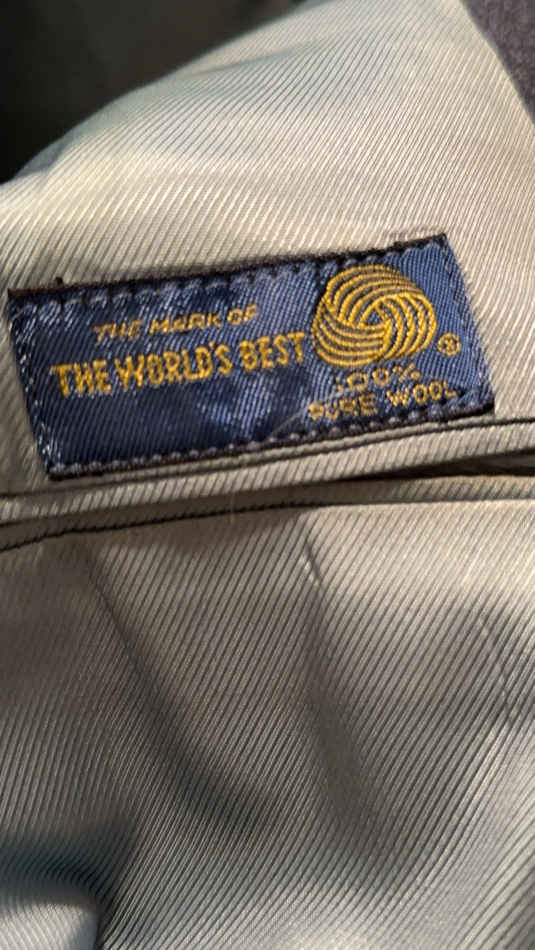 THE MARK OF
THE WORLD'S BEST
®
100%
PURE WOOL